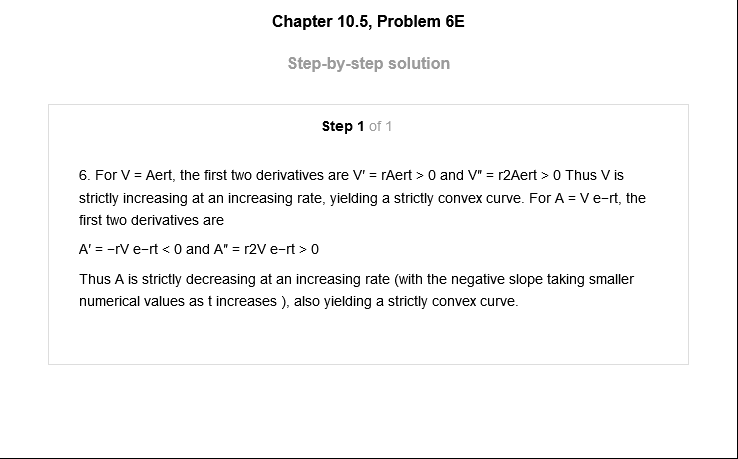 Chapter 10.5, Problem 6E
Step-by-step solution
Step 1 of 1
6. For V = Aert, the first two derivatives are V′ = rAert > 0 and V″ = r2Aert > 0 Thus V is
strictly increasing at an increasing rate, yielding a strictly convex curve. For A = V e−rt, the
first two derivatives are
A′ = −rV e−rt < 0 and A″ = r2V e−rt > 0
Thus A is strictly decreasing at an increasing rate (with the negative slope taking smaller
numerical values as t increases ), also yielding a strictly convex curve.